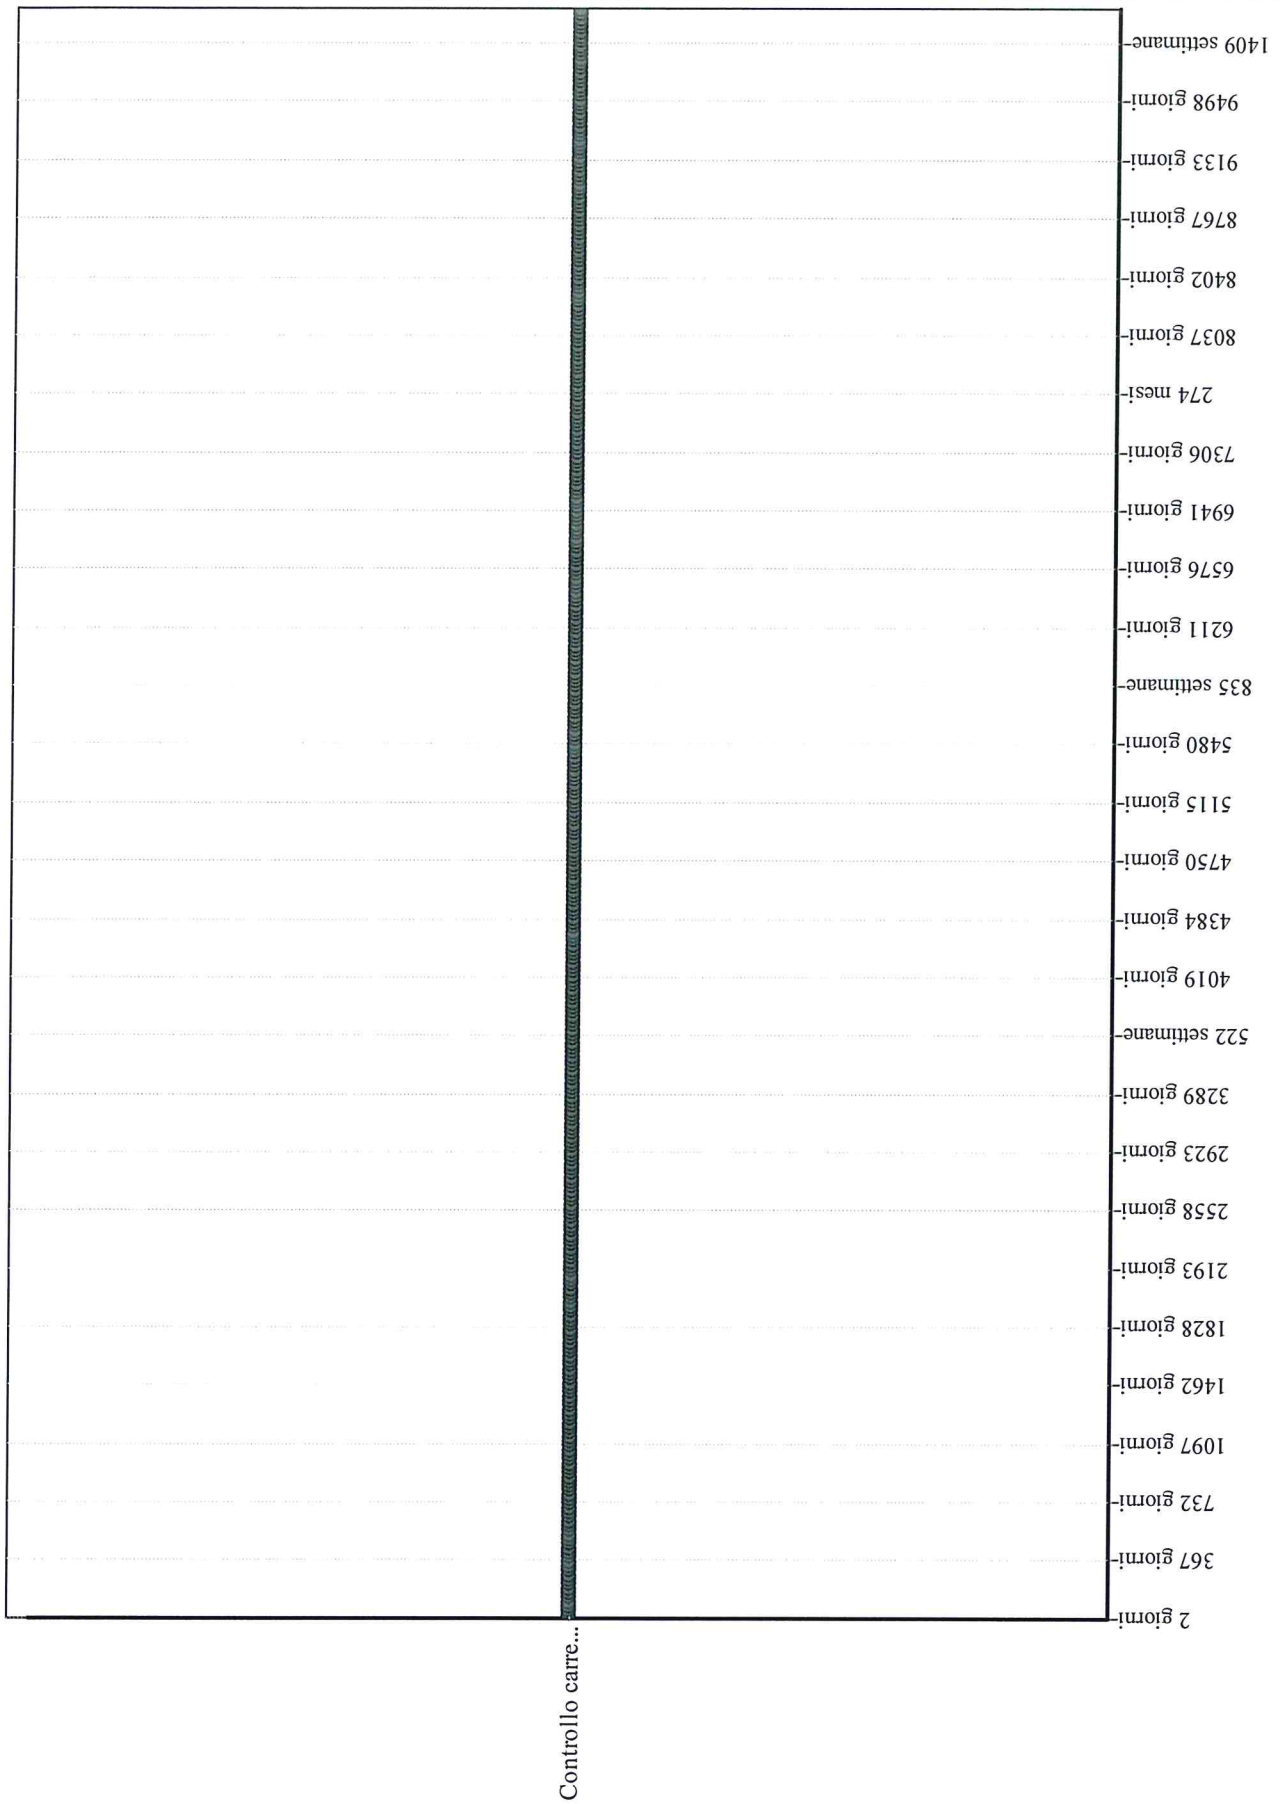 Controllo carre...
2 giorni
367 giorni
732 giorni
1097 giorni
1462 giorni
1828 giorni
2193 giorni
2558 giorni
2923 giorni
3289 giorni
522 settimane
4019 giorni
4384 giorni
4750 giorni
5115 giorni
5480 giorni
835 settimane
6211 giorni
6576 giorni
6941 giorni
7306 giorni
274 mesi
8037 giorni
8402 giorni
8767 giorni
9133 giorni
9498 giorni
1409 settimane